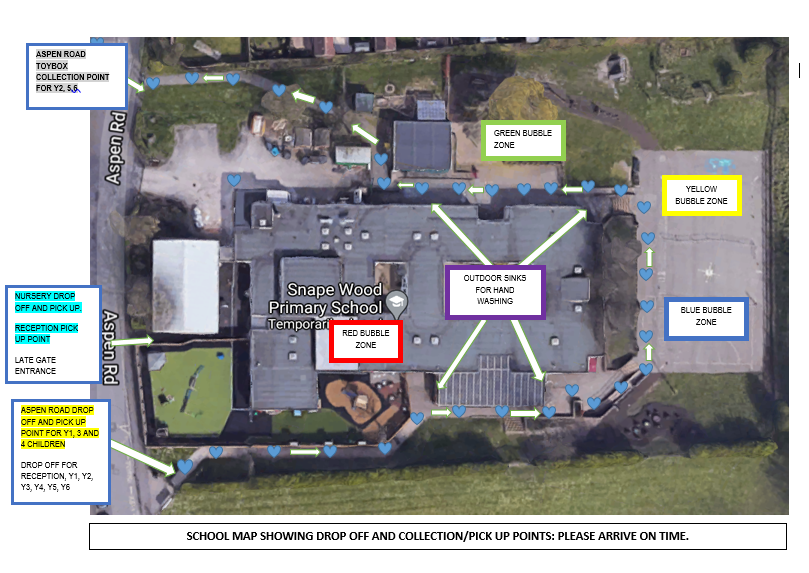 ASPEN ROAD
TOYBOX
COLLECTION POINT
FOR Y2, 5,6.
Aspen Rd
GREEN BUBBLE
ZONE
YELLOW
BUBBLE ZONE
OUTDOOR SINKS
FOR HAND
WASHING
Snape Wood
Primary School
RED BUBBLE
ZONE
BLUE BUBBLE
ZONE
NURSERY DROP
OFF AND PICK UP.
RECEPTION PICK
UP POINT
LATE GATE
ENTRANCE
Aspen Rd
ASPEN ROAD DROP
OFF AND PICK UP
POINT FOR Y1, 3 AND
4 CHILDREN
DROP OFF FOR
RECEPTION, Y1, Y2,
Y3, Y4, Y5, Y6
SCHOOL MAP SHOWING DROP OFF AND COLLECTION/PICK UP POINTS: PLEASE ARRIVE ON TIME.